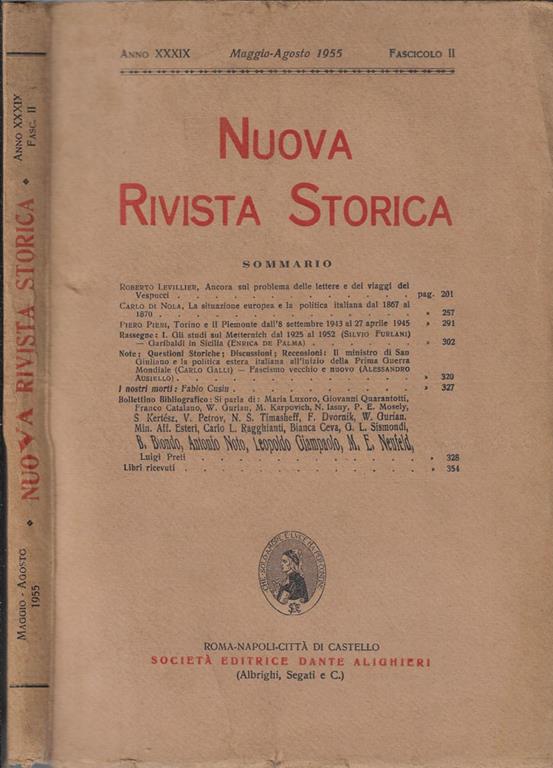 ANNO XXXIX Maggio-Agosto 1955 FASCICOLO II
NUOVA
RIVISTA STORICA
SOMMARIO
ROBERTO LEVILLIER, Ancora sul problema delle lettere e dei viaggi del
Vespucci . . . . . . . . . . . . . . . pag. 201
CARLO DI NOLA, La situazione europea e la politica italiana dal 1867 al
1870 . . . . . . . . . . . . . . . » 257
PIERO PIERI, Torino e il Piemonte dall'8 settembre 1943 al 27 aprile 1945 » 291
Rassegne: I. Gli studi sul Metternich dal 1925 al 1952 (SILVIO FURLANI)
— Garibaldi in Sicilia (ENRICA DE PALMA) . . . . . . » 302
Note; Questioni Storiche; Discussioni; Recensioni: Il ministro di San
Giuliano e la politica estera italiana all'inizio della Prima Guerra
Mondiale (CARLO GALLI) — Fascismo vecchio e nuovo (ALESSANDRO
AUSIELLO) . . . . . . . . . . . . . . . » 320
I nostri morti: Fabio Cusin . . . . . . . . . . . » 327
Bollettino Bibliografico: Si parla di: Maria Luxoro, Giovanni Quarantotti,
Franco Catalano, W. Gurian, M. Karpovich, N. Iasny, P. E. Mosely,
S Kertész, V. Petrov, N. S. Timasheff, F. Dvornik, W. Gurian.
Min. Aff. Esteri, Carlo L. Ragghianti, Bianca Ceva, G. L. Sismondi,
B. Biondo, Antonio Noto, Leopoldo Giampaolo, M. E. Neufeld,
Luigi Preti . . . . . . . . . . . . . . . » 328
Libri ricevuti . . . . . . . . . . . . . . . » 354
ROMA-NAPOLI-CITTÀ DI CASTELLO
SOCIETÀ EDITRICE DANTE ALIGHIERI
(Albrighi, Segati e C.)
ANNO XXXIX
FASC. II
NUOVA RIVISTA STORICA
MAGGIO - AGOSTO
1955